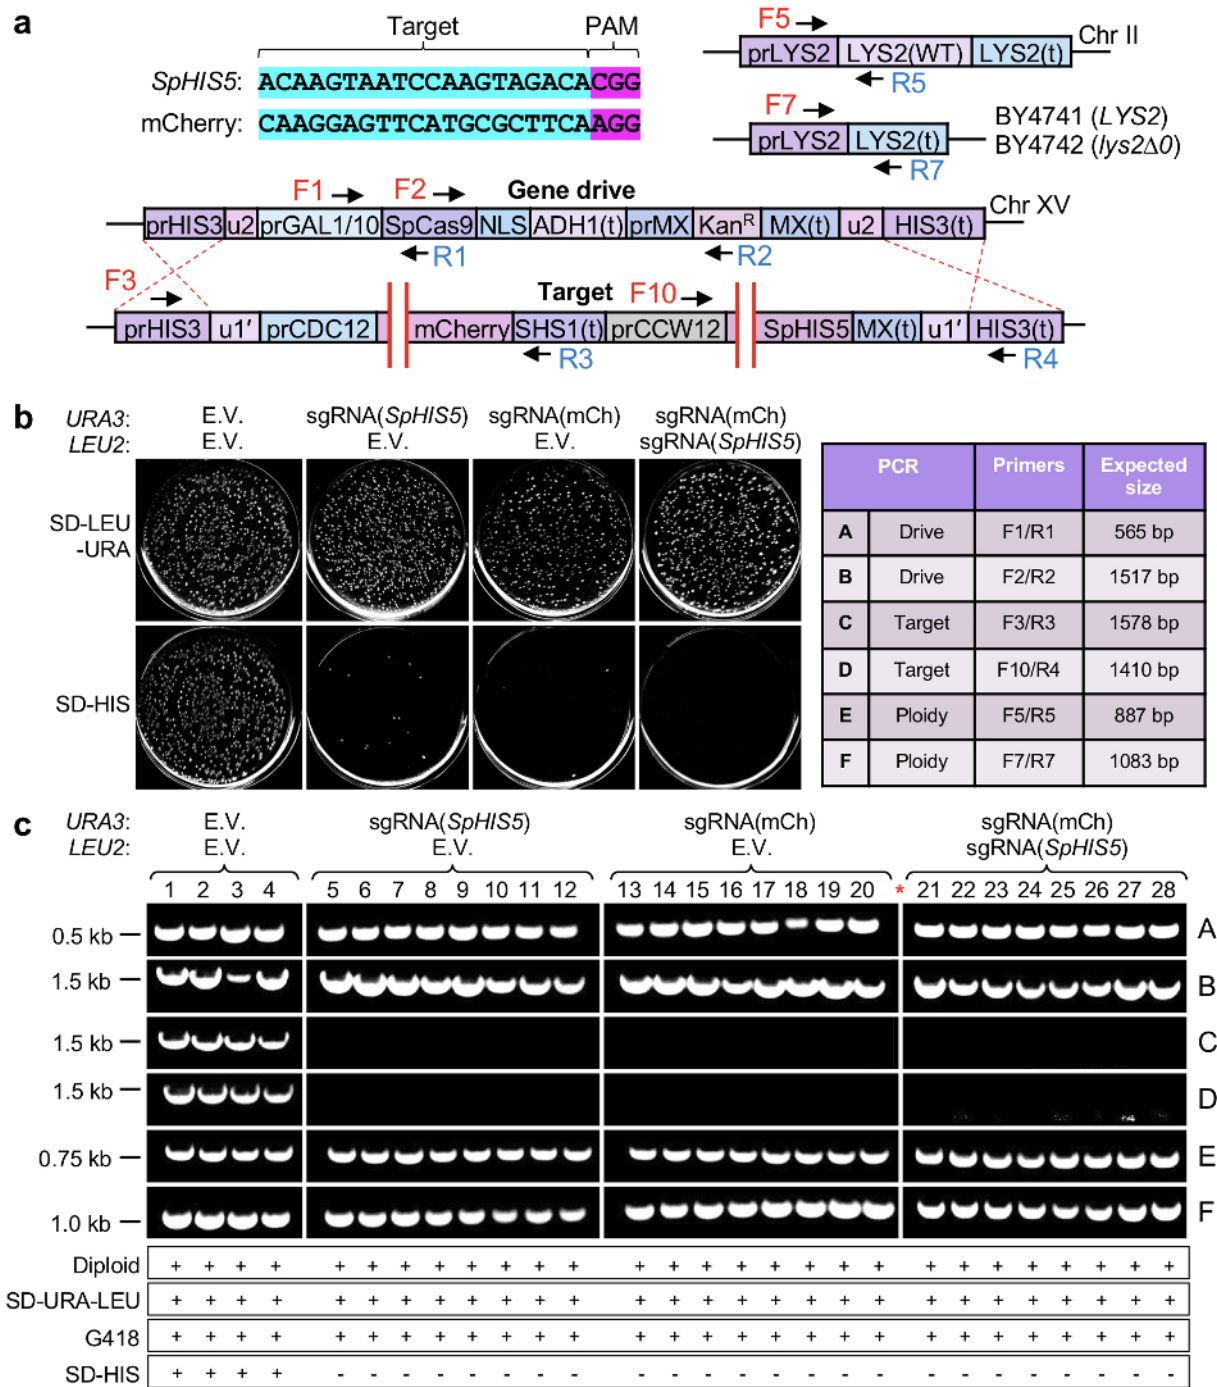 a
Target PAM
SpHIS5: ACAAGTAATCCAAGTAGACACGG
mCherry: CAAGGAGTTCATGCGCTTCAAGG
F5
prLYS2 LYS2(WT) LYS2(t) Chr II
R5
F7
prLYS2 LYS2(t)
R7
BY4741 (LYS2)
BY4742 (lys2Δ0)
F1 F2 Gene drive
prHIS3 u2 prGAL1/10 SpCas9 NLS ADH1(t) prMX KanR MX(t) u2 HIS3(t) Chr XV
R1 R2
F3 Target F10
prHIS3 u1′ prCDC12 mCherry SHS1(t) prCCW12 SpHIS5 MX(t) u1′ HIS3(t)
R3 R4
b
URA3: E.V. sgRNA(SpHIS5) sgRNA(mCh) sgRNA(mCh)
LEU2: E.V. E.V. E.V. sgRNA(SpHIS5)
SD-LEU
-URA
SD-HIS
PCR Primers Expected size
A Drive F1/R1 565 bp
B Drive F2/R2 1517 bp
C Target F3/R3 1578 bp
D Target F10/R4 1410 bp
E Ploidy F5/R5 887 bp
F Ploidy F7/R7 1083 bp
c
URA3: E.V. sgRNA(SpHIS5) sgRNA(mCh) sgRNA(mCh)
LEU2: E.V. E.V. E.V. sgRNA(SpHIS5)
1 2 3 4 5 6 7 8 9 10 11 12 13 14 15 16 17 18 19 20 * 21 22 23 24 25 26 27 28
0.5 kb A
1.5 kb B
1.5 kb C
1.5 kb D
0.75 kb E
1.0 kb F
Diploid + + + + + + + + + + + + + + + + + + + + + + + + + + + +
SD-URA-LEU + + + + + + + + + + + + + + + + + + + + + + + + + + + +
G418 + + + + + + + + + + + + + + + + + + + + + + + + + + + +
SD-HIS + + + + - - - - - - - - - - - - - - - - - - - - - - - -